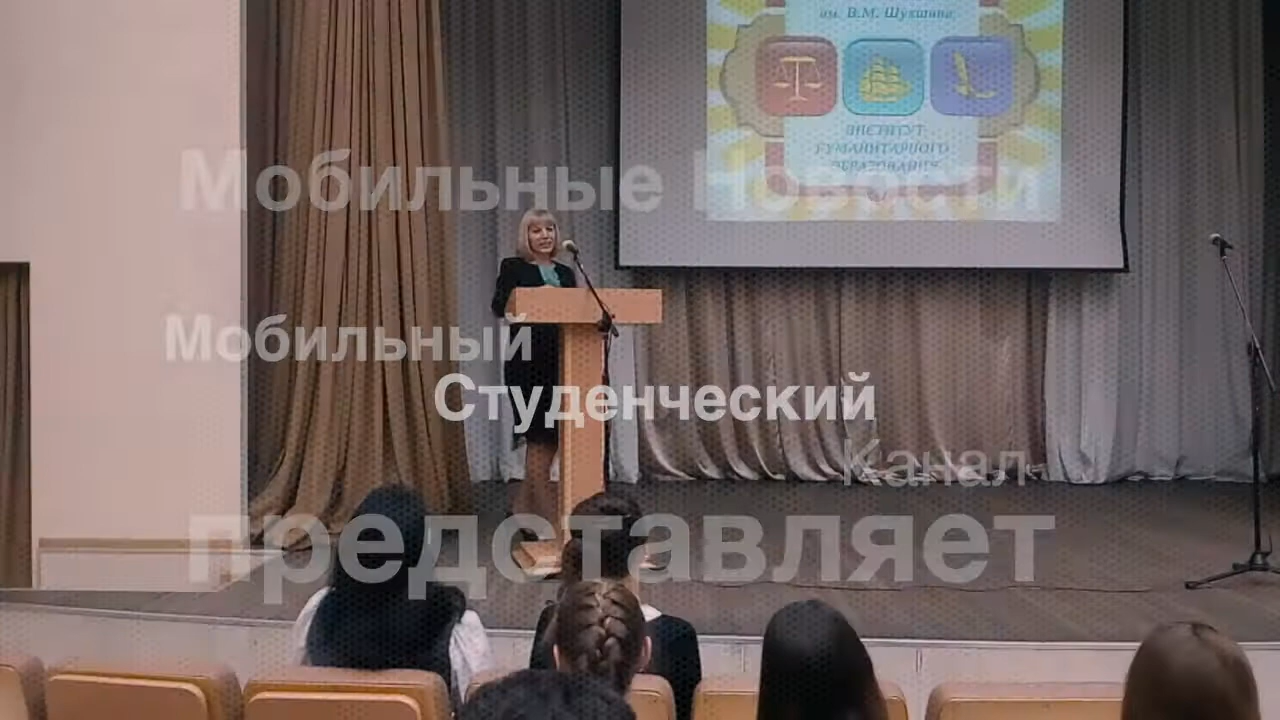 им. В.М. Шукшина
ИНСТИТУТ
ГУМАНИТАРНОГО
ОБРАЗОВАНИЯ
Мобильные Новости
Мобильный
Студенческий
Канал
представляет